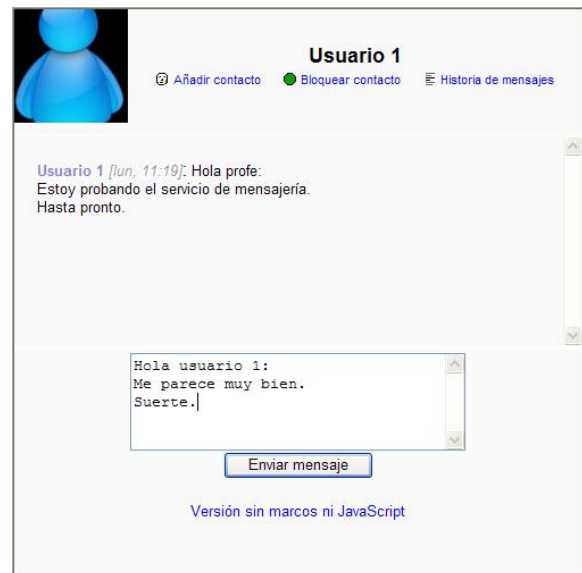 Usuario 1
Añadir contacto Bloquear contacto Historia de mensajes
Usuario 1 [lun, 11:19]: Hola profe:
Estoy probando el servicio de mensajería.
Hasta pronto.
Hola usuario 1:
Me parece muy bien.
Suerte.
Enviar mensaje
Versión sin marcos ni JavaScript